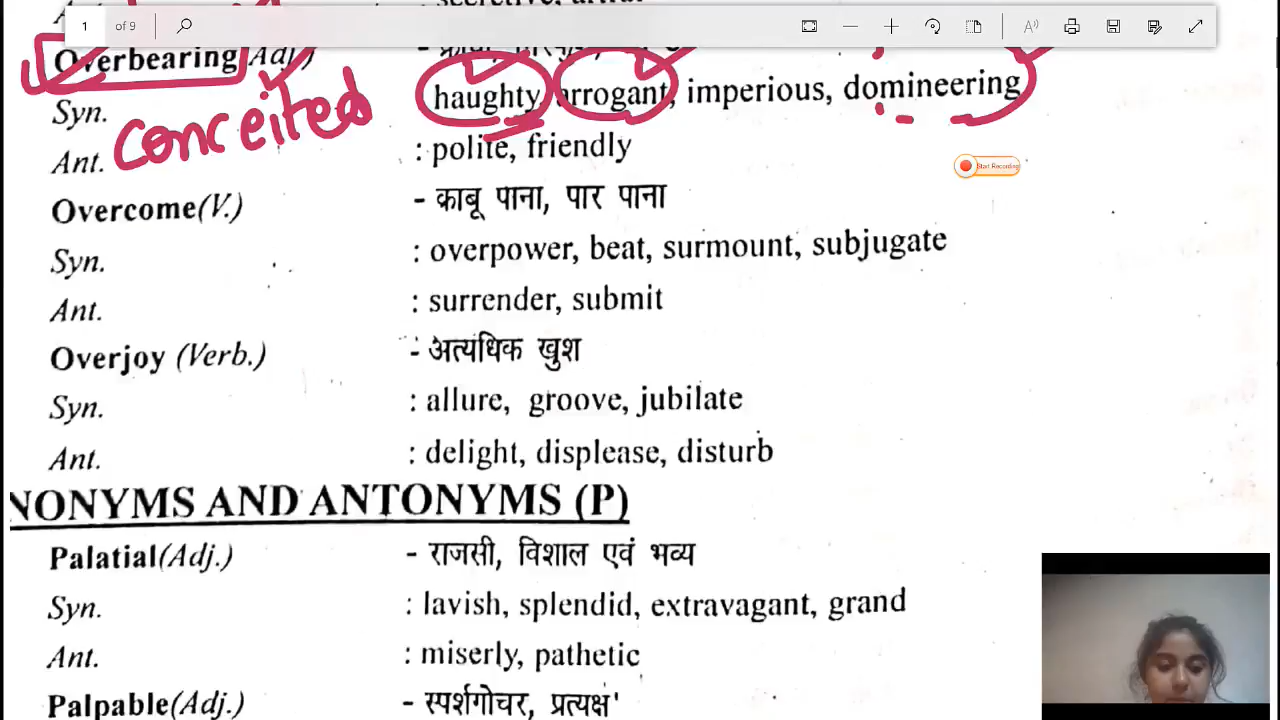 1 of 9
Overbearing (Adj)
Syn. haughty, arrogant, imperious, domineering
conceited
Ant. : polite, friendly
Start Recording
Overcome(V.) - काबू पाना, पार पाना
Syn. : overpower, beat, surmount, subjugate
Ant. : surrender, submit
Overjoy (Verb.) - अत्यधिक खुश
Syn. : allure, groove, jubilate
Ant. : delight, displease, disturb
NONYMS AND ANTONYMS (P)
Palatial(Adj.) - राजसी, विशाल एवं भव्य
Syn. : lavish, splendid, extravagant, grand
Ant. : miserly, pathetic
Palpable(Adj.) - स्पर्शगोचर, प्रत्यक्ष